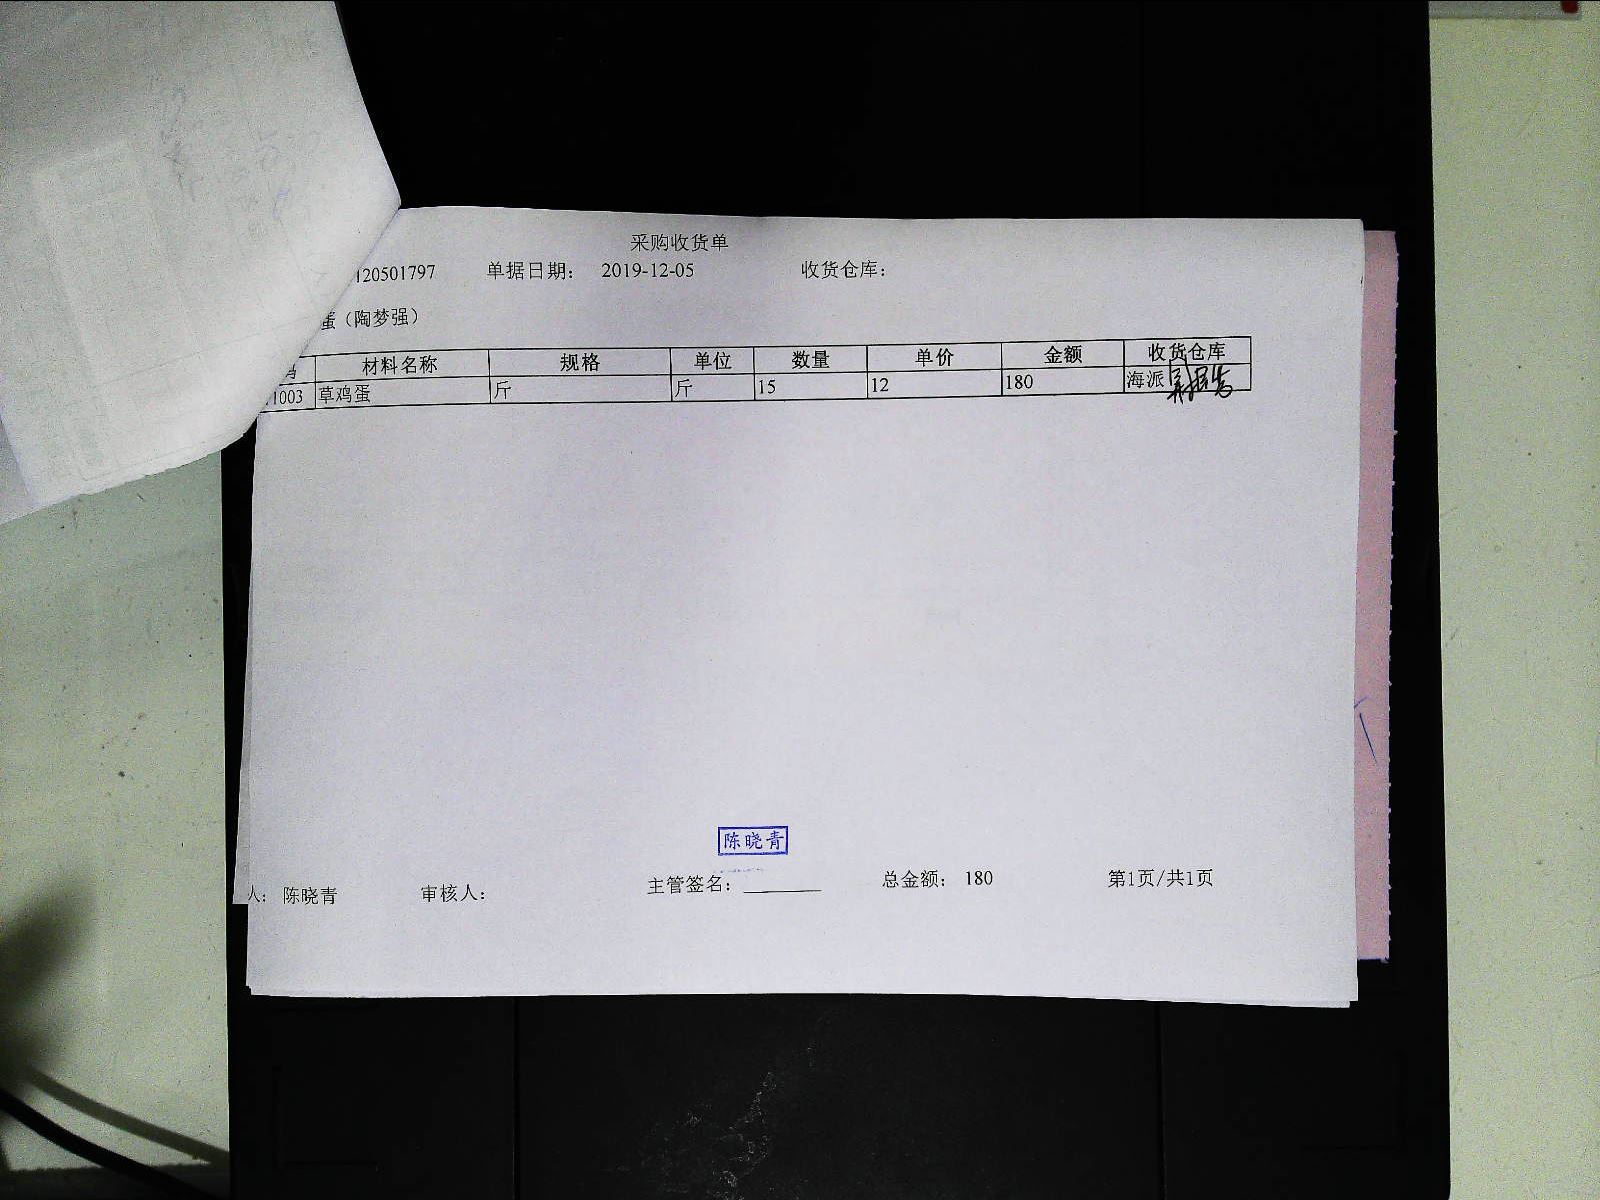 采购收货单
120501797 单据日期： 2019-12-05 收货仓库：
蛋（陶梦强）
码 材料名称 规格 单位 数量 单价 金额 收货仓库
1003 草鸡蛋 斤 斤 15 12 180 海派
陈晓青
人： 陈晓青 审核人： 主管签名： 总金额： 180 第1页/共1页